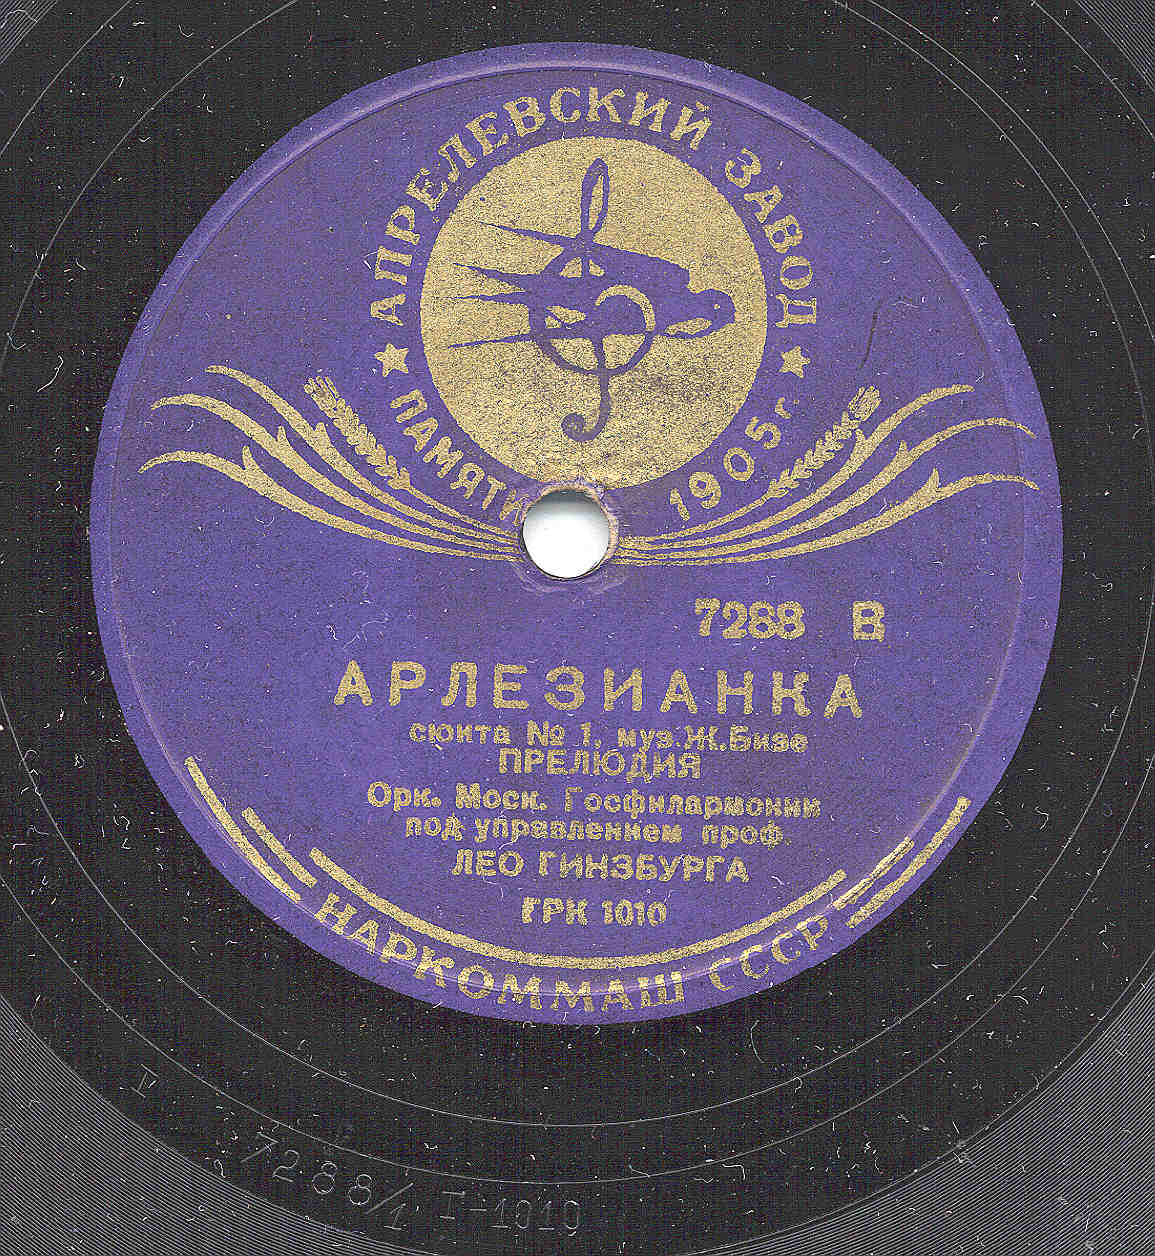 АПРЕЛЕВСКИЙ ЗАВОД
ПАМЯТИ 1905 г.
7288 В
АРЛЕЗИАНКА
сюита № 1, муз. Ж. Бизе
ПРЕЛЮДИЯ
Орк. Моск. Госфилармонии
под управлением проф.
ЛЕО ГИНЗБУРГА
ГРК 1010
НАРКОММАШ СССР
I
7288/1 I-1010